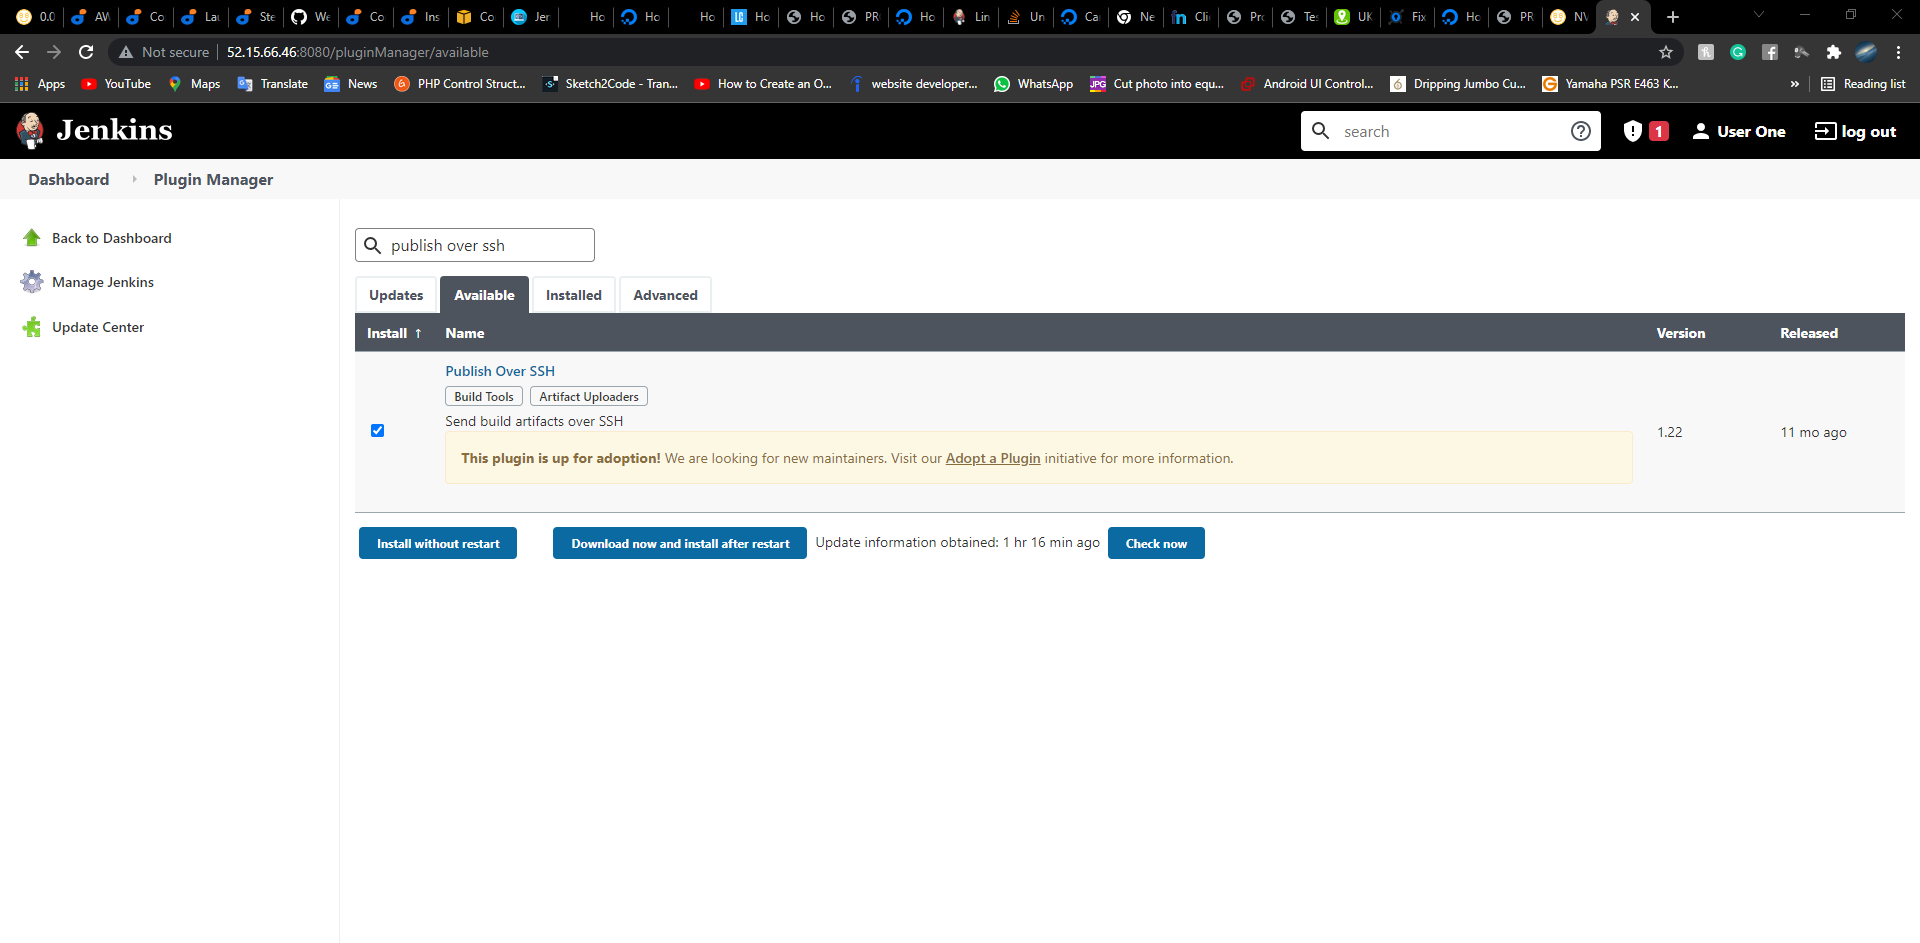 0.0 AW Co Lau Ste We Co Ins Co Jen Ho Ho Ho Ho Ho PR Ho Lin Un Ca Ne Cli Pro Tes UK Fix Ho PR NV
Not secure 52.15.66.46:8080/pluginManager/available
Apps YouTube Maps Translate News PHP Control Struct... Sketch2Code - Tran... How to Create an O... website developer... WhatsApp Cut photo into equ... Android UI Control... Dripping Jumbo Cu... Yamaha PSR E463 K... » Reading list
Jenkins search 1 User One log out
Dashboard Plugin Manager
Back to Dashboard
Manage Jenkins
Update Center
publish over ssh
Updates Available Installed Advanced
Install ↑ Name Version Released
Publish Over SSH
Build Tools Artifact Uploaders
Send build artifacts over SSH
This plugin is up for adoption! We are looking for new maintainers. Visit our Adopt a Plugin initiative for more information.
1.22 11 mo ago
Install without restart Download now and install after restart Update information obtained: 1 hr 16 min ago Check now